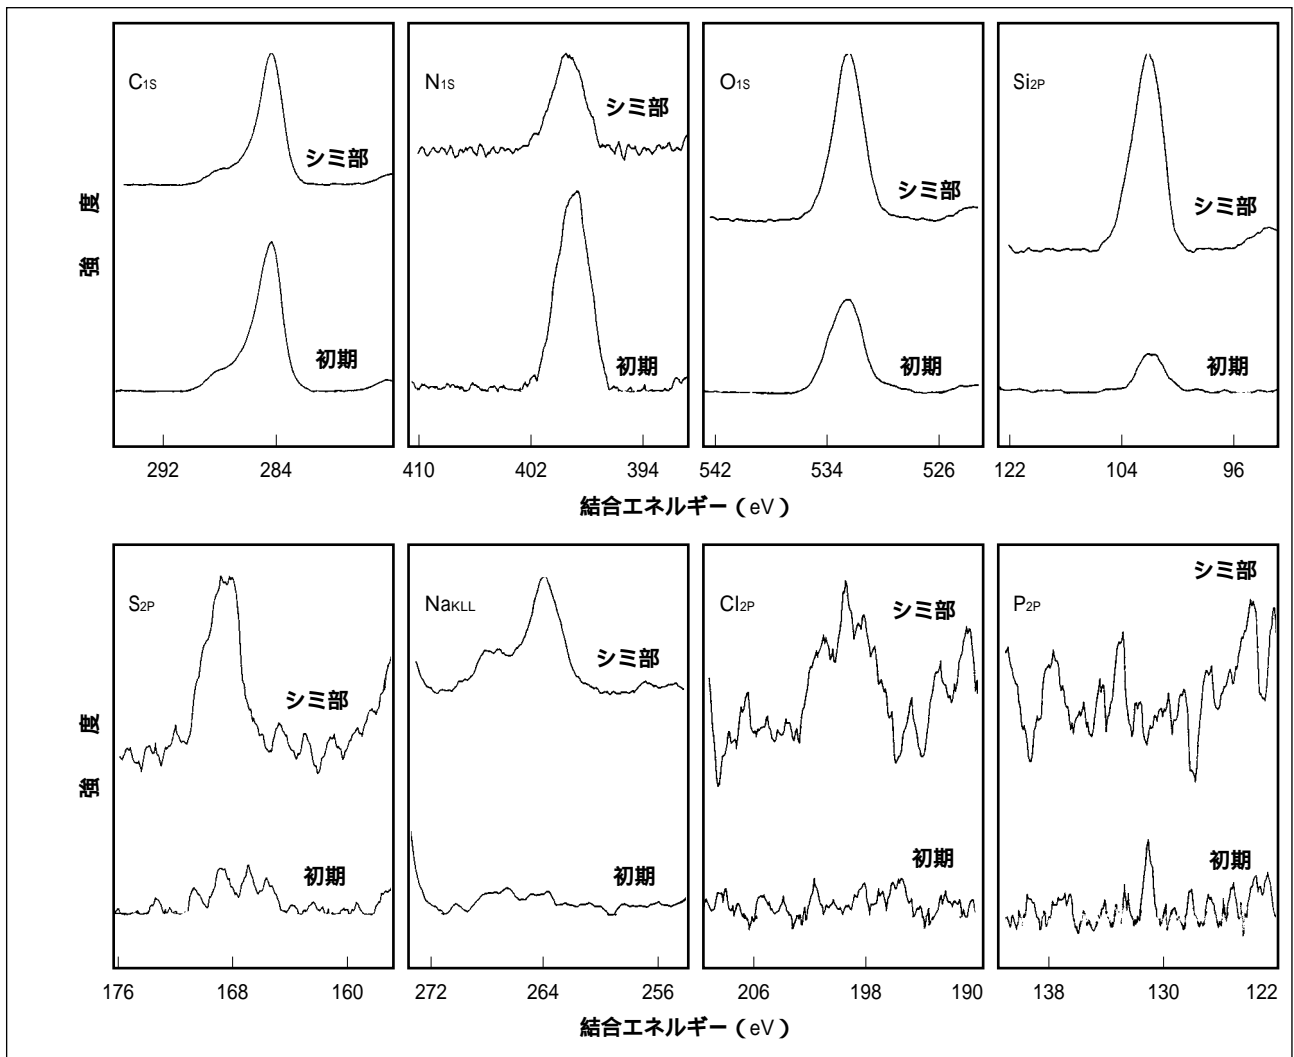 C1S
シミ部
初期
292 284
N1S
シミ部
初期
410 402 394
O1S
シミ部
初期
542 534 526
Si2P
シミ部
初期
122 104 96
強度
結合エネルギー(eV)
S2P
シミ部
初期
176 168 160
NaKLL
シミ部
初期
272 264 256
Cl2P
シミ部
初期
206 198 190
P2P
シミ部
初期
138 130 122
強度
結合エネルギー(eV)